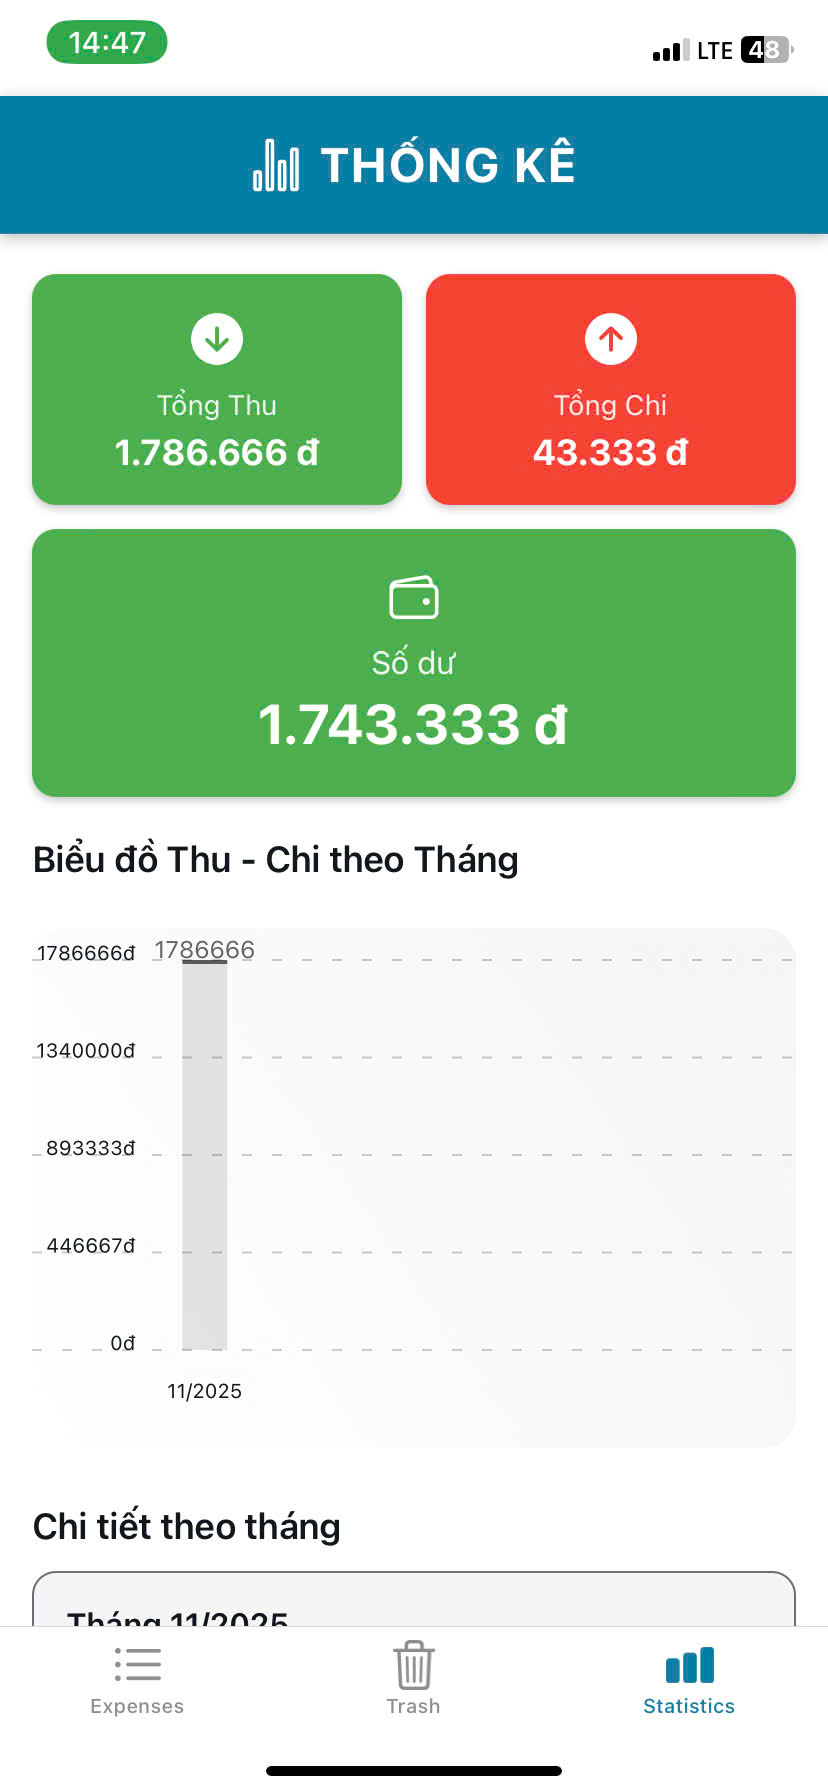 14:47
LTE 48
THỐNG KÊ
Tổng Thu
1.786.666 đ
Tổng Chi
43.333 đ
Số dư
1.743.333 đ
Biểu đồ Thu - Chi theo Tháng
1786666đ 1786666
1340000đ
893333đ
446667đ
0đ
11/2025
Chi tiết theo tháng
Tháng 11/2025
Expenses
Trash
Statistics